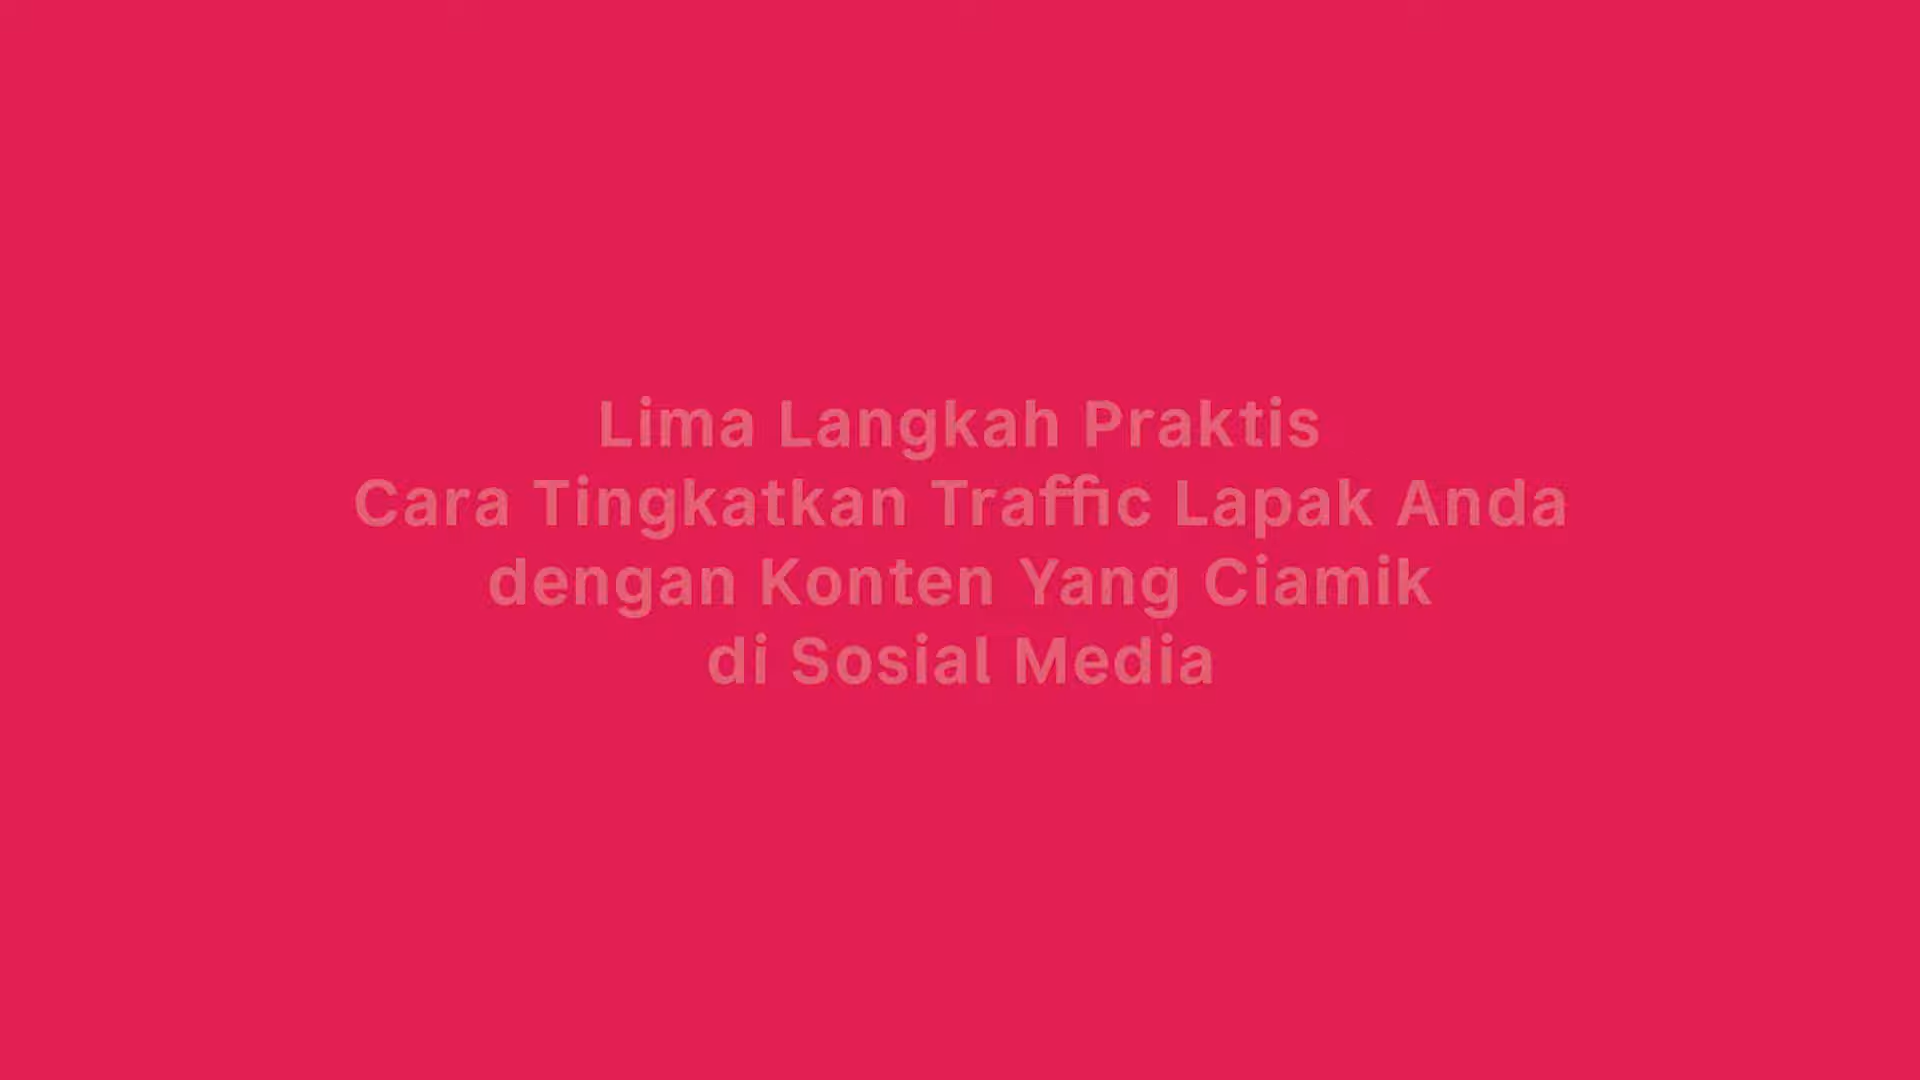 Lima Langkah Praktis
Cara Tingkatkan Traffic Lapak Anda
dengan Konten Yang Ciamik
di Sosial Media